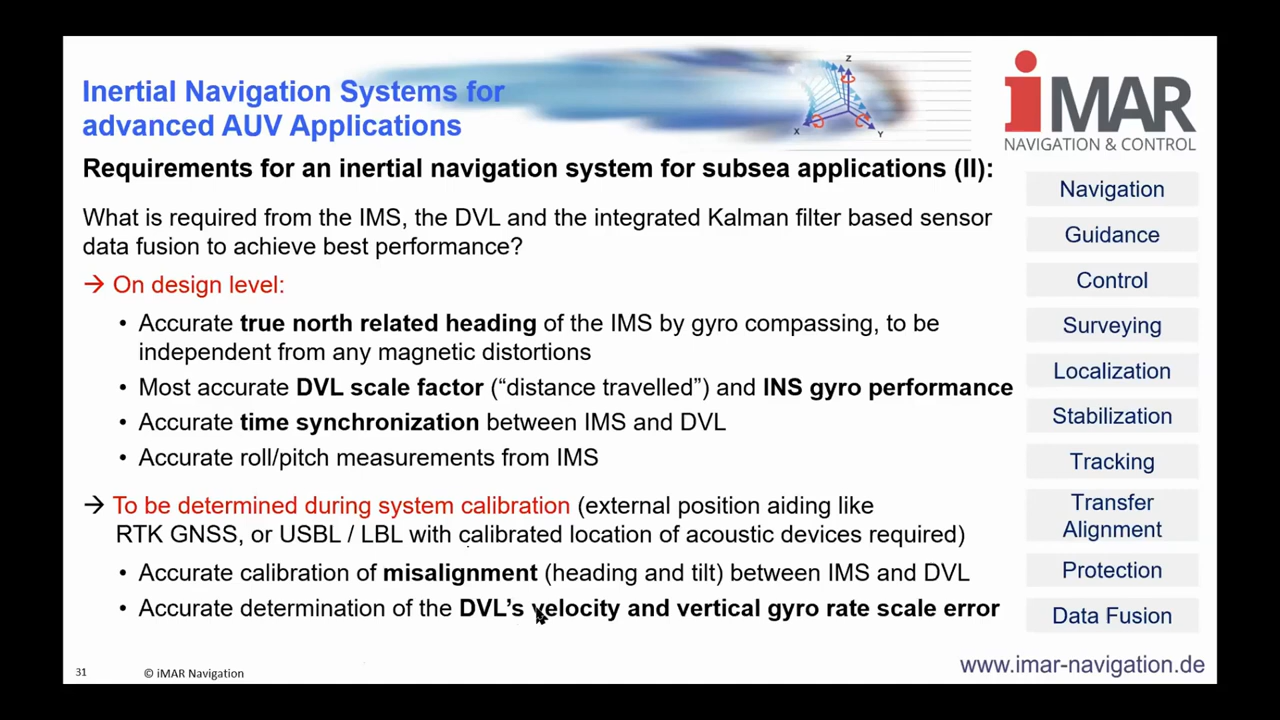 Inertial Navigation Systems for
advanced AUV Applications
Z
X
Y
iMAR
NAVIGATION & CONTROL
Requirements for an inertial navigation system for subsea applications (II):
What is required from the IMS, the DVL and the integrated Kalman filter based sensor
data fusion to achieve best performance?
→ On design level:
• Accurate true north related heading of the IMS by gyro compassing, to be
independent from any magnetic distortions
• Most accurate DVL scale factor (“distance travelled”) and INS gyro performance
• Accurate time synchronization between IMS and DVL
• Accurate roll/pitch measurements from IMS
→ To be determined during system calibration (external position aiding like
RTK GNSS, or USBL / LBL with calibrated location of acoustic devices required)
• Accurate calibration of misalignment (heading and tilt) between IMS and DVL
• Accurate determination of the DVL’s velocity and vertical gyro rate scale error
Navigation
Guidance
Control
Surveying
Localization
Stabilization
Tracking
Transfer
Alignment
Protection
Data Fusion
31
© iMAR Navigation
www.imar-navigation.de